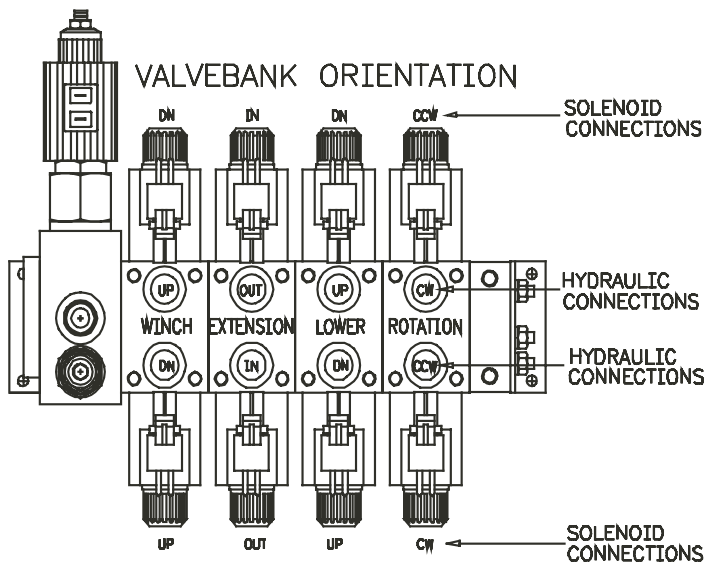 VALVEBANK ORIENTATION
DN IN DN CCW
SOLENOID
CONNECTIONS
UP OUT UP CW
HYDRAULIC
CONNECTIONS
WINCH EXTENSION LOWER ROTATION
DN IN DN CCW
HYDRAULIC
CONNECTIONS
UP OUT UP CW
SOLENOID
CONNECTIONS